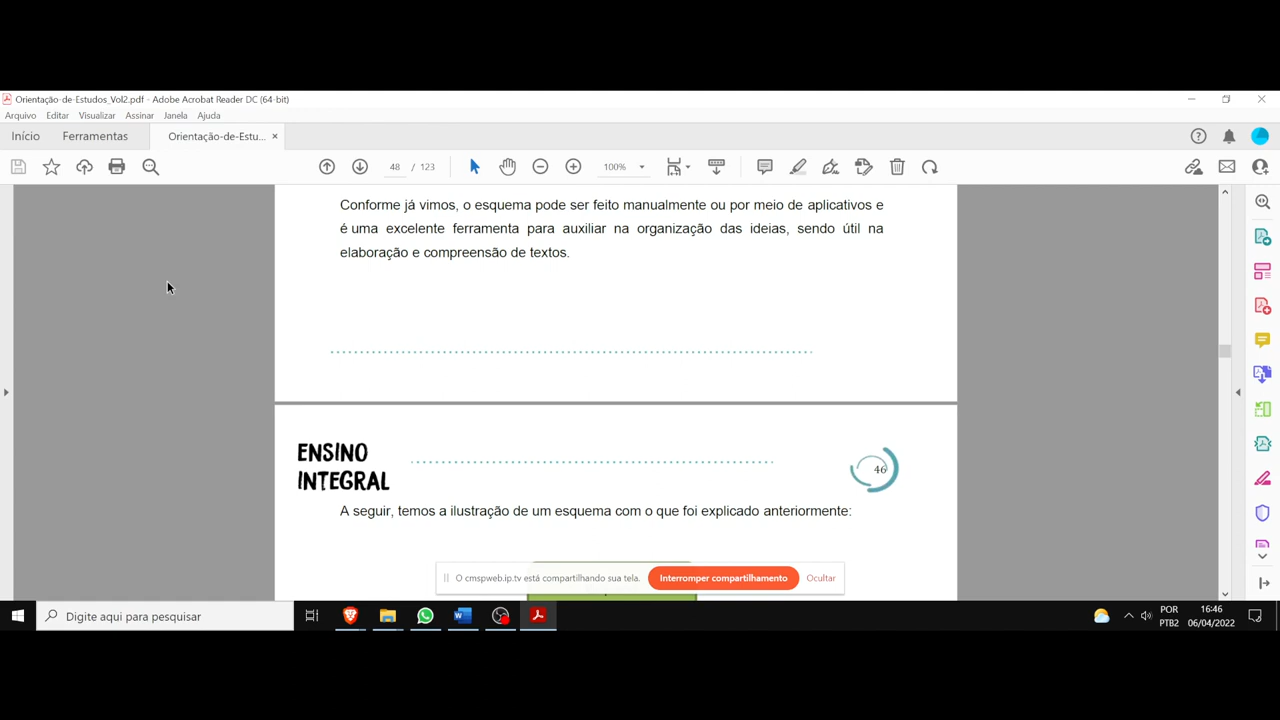 Orientação-de-Estudos_Vol2.pdf - Adobe Acrobat Reader DC (64-bit)
Arquivo Editar Visualizar Assinar Janela Ajuda
Início Ferramentas Orientação-de-Estu... ×
48 / 123 100%
Conforme já vimos, o esquema pode ser feito manualmente ou por meio de aplicativos e
é uma excelente ferramenta para auxiliar na organização das ideias, sendo útil na
elaboração e compreensão de textos.
ENSINO
INTEGRAL
46
A seguir, temos a ilustração de um esquema com o que foi explicado anteriormente:
O cmspweb.ip.tv está compartilhando sua tela. Interromper compartilhamento Ocultar
Digite aqui para pesquisar
POR
PTB2
16:46
06/04/2022